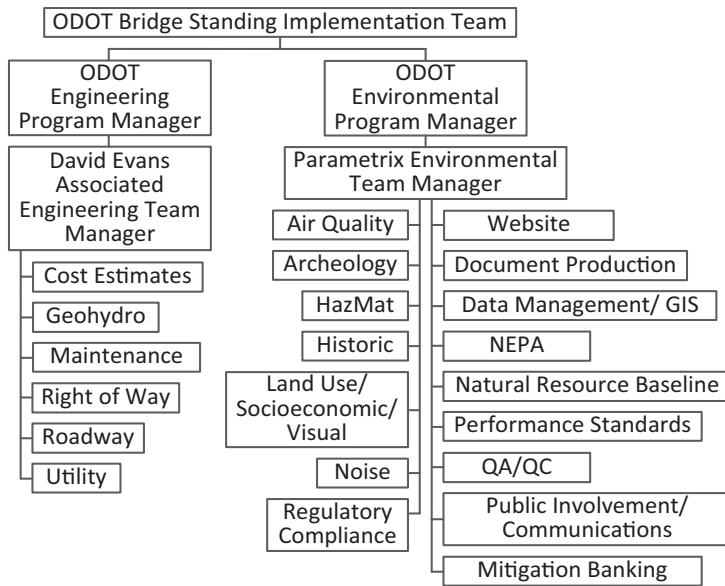 ODOT Bridge Standing Implementation Team
ODOT
Engineering
Program Manager
ODOT
Environmental
Program Manager
David Evans
Associated
Engineering Team
Manager
Parametrix Environmental
Team Manager
Cost Estimates
Geohydro
Maintenance
Right of Way
Roadway
Utility
Air Quality
Archeology
HazMat
Historic
Land Use/
Socioeconomic/
Visual
Noise
Regulatory
Compliance
Website
Document Production
Data Management/ GIS
NEPA
Natural Resource Baseline
Performance Standards
QA/QC
Public Involvement/
Communications
Mitigation Banking